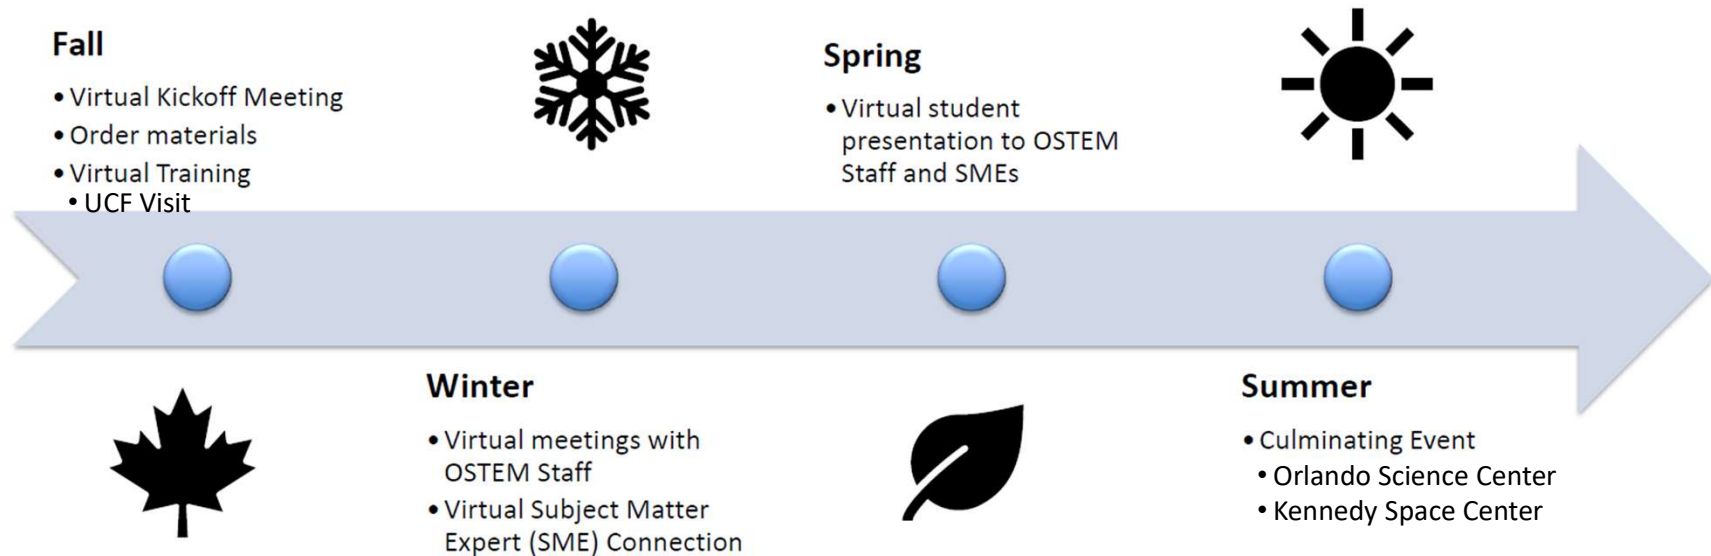 Fall
• Virtual Kickoff Meeting
• Order materials
• Virtual Training
• UCF Visit
Winter
• Virtual meetings with
OSTEM Staff
• Virtual Subject Matter
Expert (SME) Connection
Spring
• Virtual student
presentation to OSTEM
Staff and SMEs
Summer
• Culminating Event
• Orlando Science Center
• Kennedy Space Center